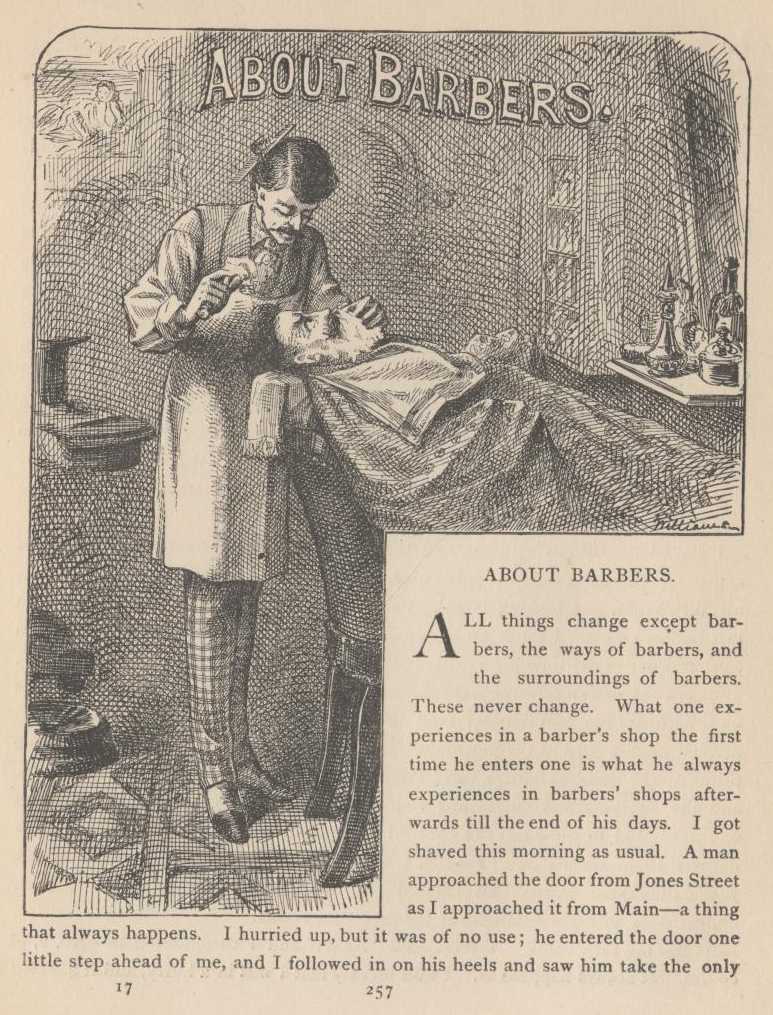 ABOUT BARBERS.
Williams
ABOUT BARBERS.
ALL things change except bar-
bers, the ways of barbers, and
the surroundings of barbers.
These never change. What one ex-
periences in a barber's shop the first
time he enters one is what he always
experiences in barbers' shops after-
wards till the end of his days. I got
shaved this morning as usual. A man
approached the door from Jones Street
as I approached it from Main—a thing
that always happens. I hurried up, but it was of no use; he entered the door one
little step ahead of me, and I followed in on his heels and saw him take the only
17
257